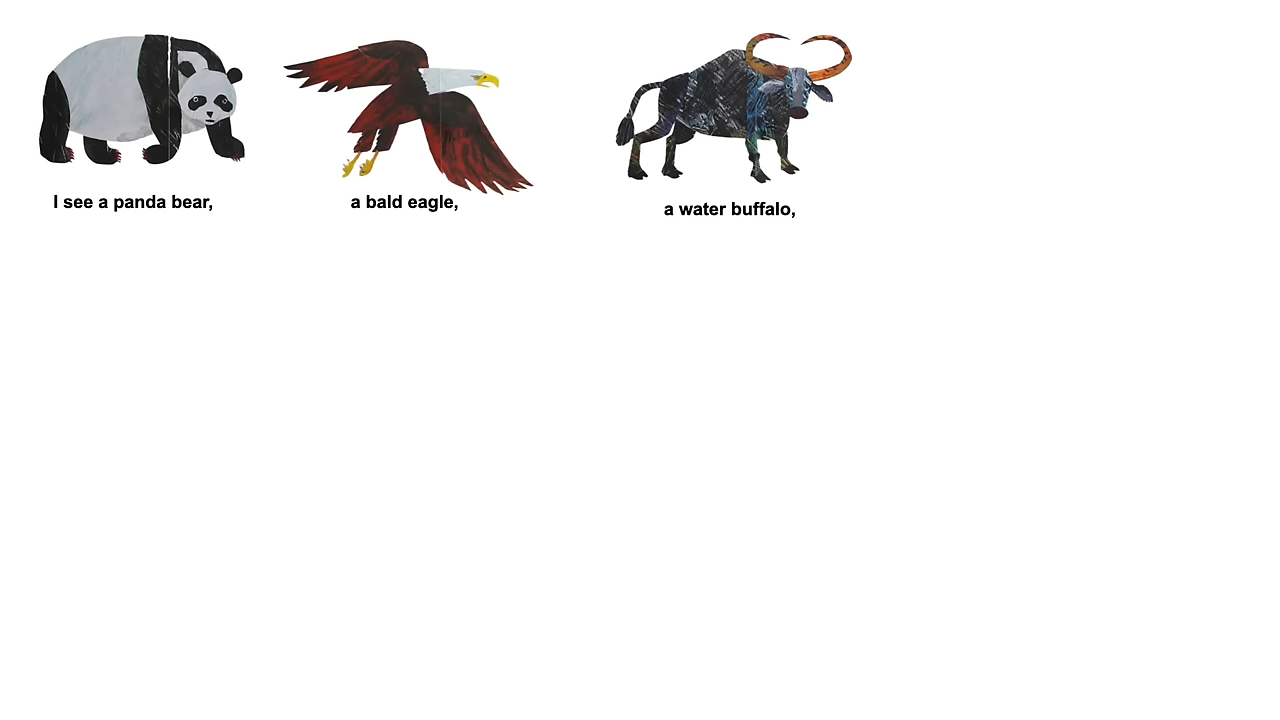 I see a panda bear,
a bald eagle,
a water buffalo,